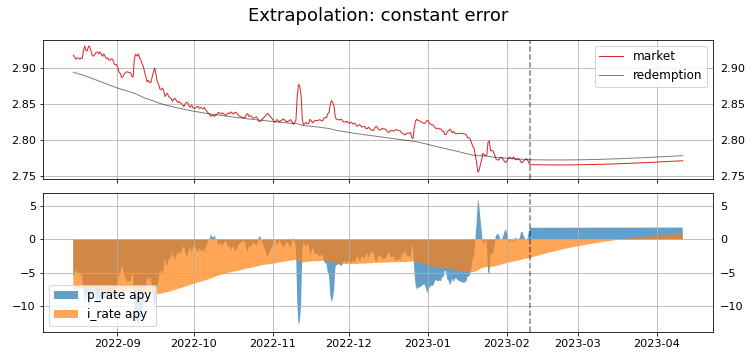 Extrapolation: constant error
2.90
2.85
2.80
2.75
market
redemption
2.90
2.85
2.80
2.75
5
0
−5
−10
p_rate apy
i_rate apy
5
0
−5
−10
2022-09 2022-10 2022-11 2022-12 2023-01 2023-02 2023-03 2023-04